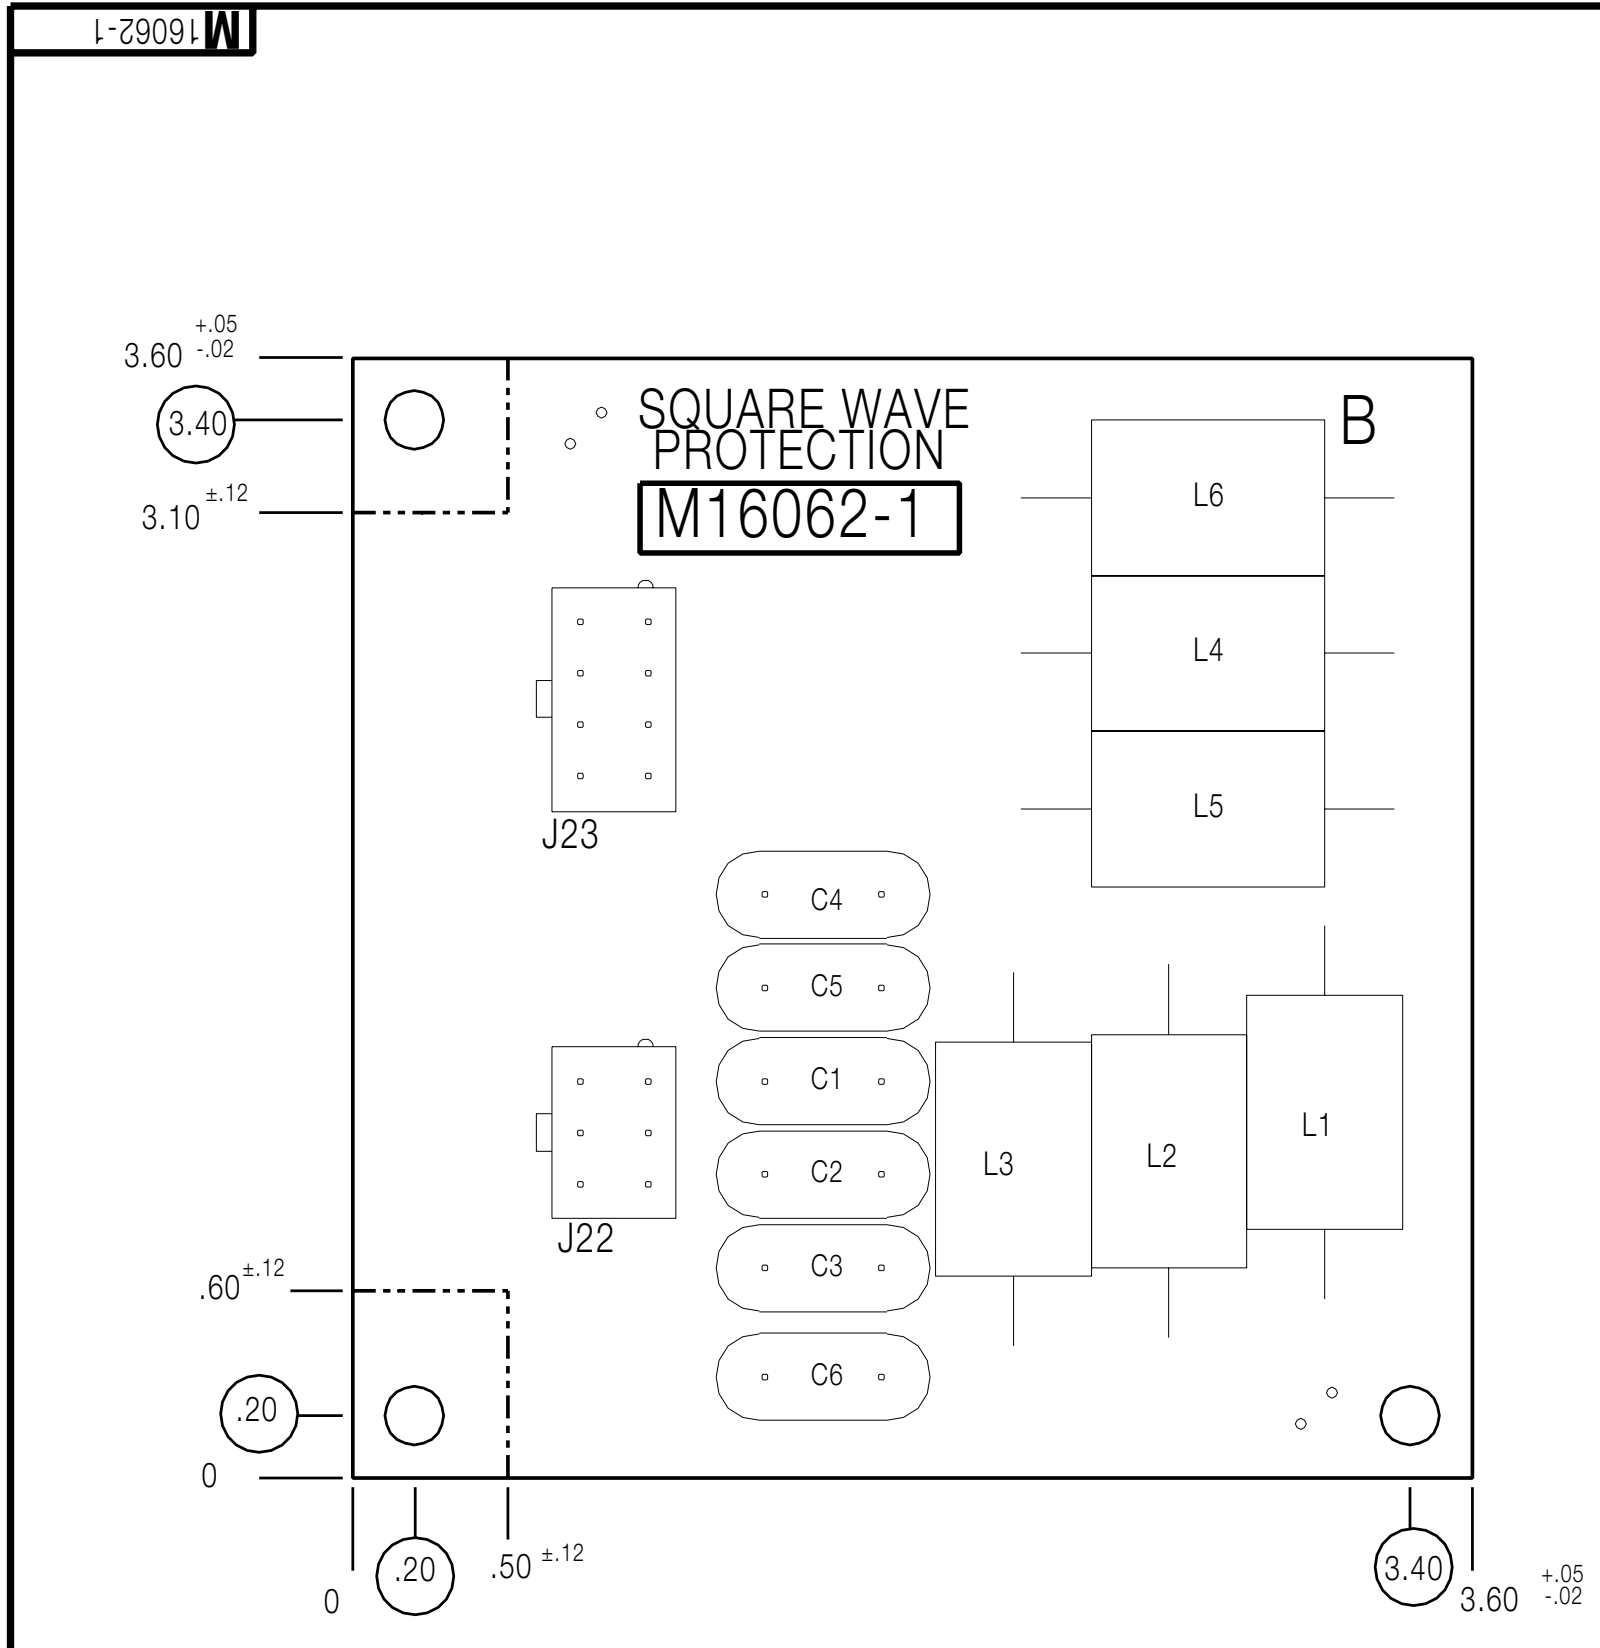 M16062-1
+.05
3.60 -.02
3.40
3.10 ±.12
SQUARE WAVE
PROTECTION
M16062-1
B
L6
L4
L5
J23
C4
C5
C1
C2
C3
C6
L3
L2
L1
J22
.60 ±.12
.20
0
0
.20
.50 ±.12
3.40
3.60 +.05
-.02